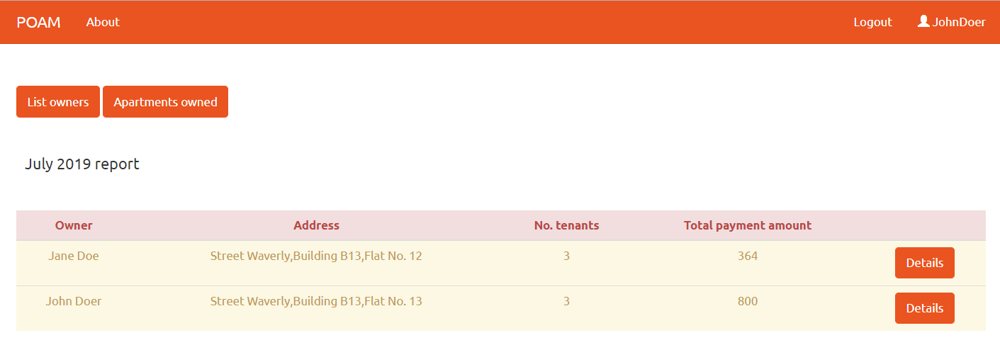 POAM About Logout JohnDoer
List owners Apartments owned
July 2019 report
Owner Address No. tenants Total payment amount
Jane Doe Street Waverly,Building B13,Flat No. 12 3 364 Details
John Doer Street Waverly,Building B13,Flat No. 13 3 800 Details